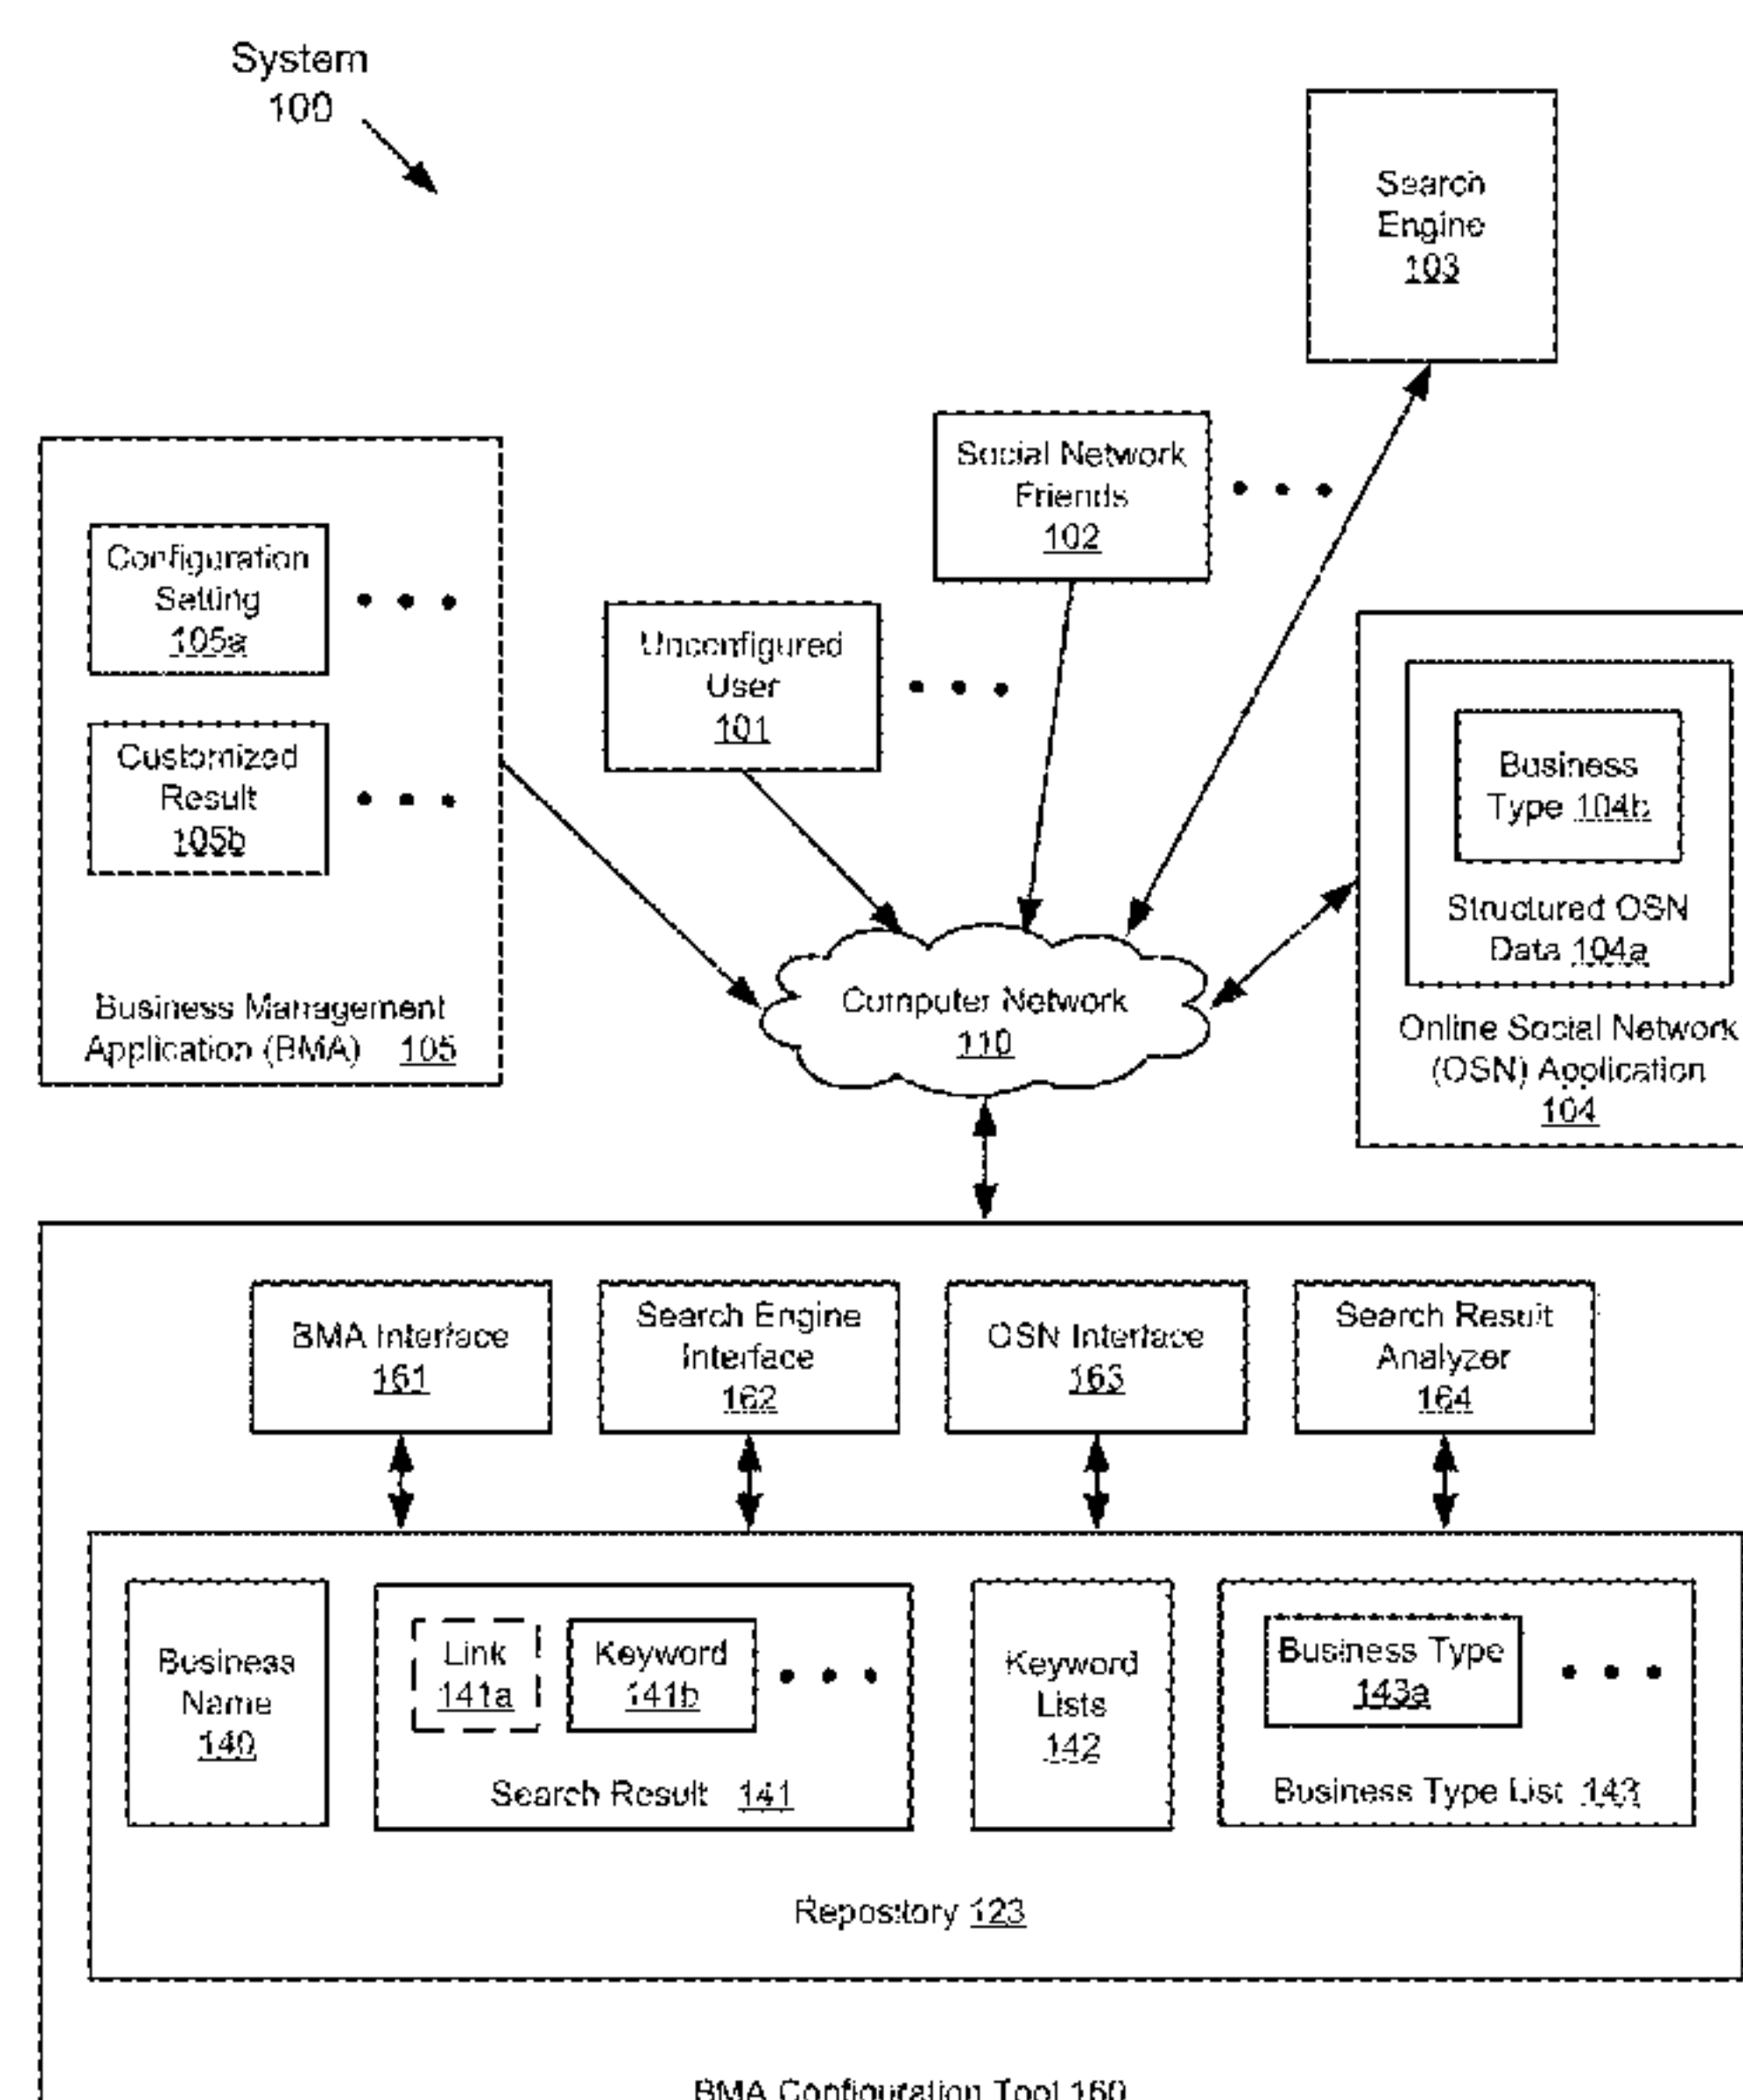 System
100
Search
Engine
103
Social Network
Friends
102
Configuration
Setting
105a
Unconfigured
User
101
Customized
Result
105b
Business
Type 104b
Structured OSN
Data 104a
Business Management
Application (BMA) 105
Computer Network
110
Online Social Network
(OSN) Application
104
BMA Interface
161
Search Engine
Interface
162
OSN Interface
163
Search Result
Analyzer
164
Business
Name
140
Link
141a
Keyword
141b
Search Result 141
Keyword
Lists
142
Business Type
143a
Business Type List 143
Repository 123
BMA Configuration Tool 160